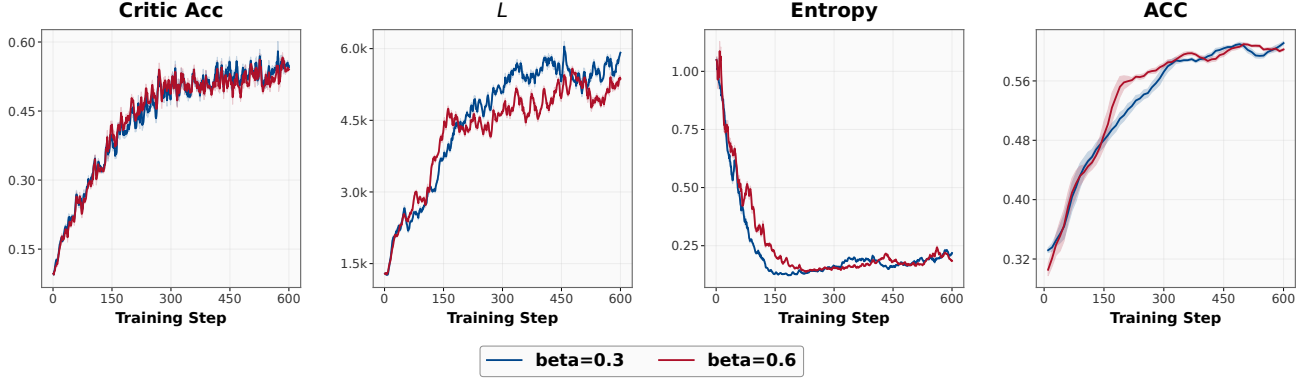 Critic Acc
L
Entropy
ACC
0.60
0.45
0.30
0.15
0 150 300 450 600
Training Step
6.0k
4.5k
3.0k
1.5k
0 150 300 450 600
Training Step
1.00
0.75
0.50
0.25
0 150 300 450 600
Training Step
0.56
0.48
0.40
0.32
0 150 300 450 600
Training Step
beta=0.3 beta=0.6